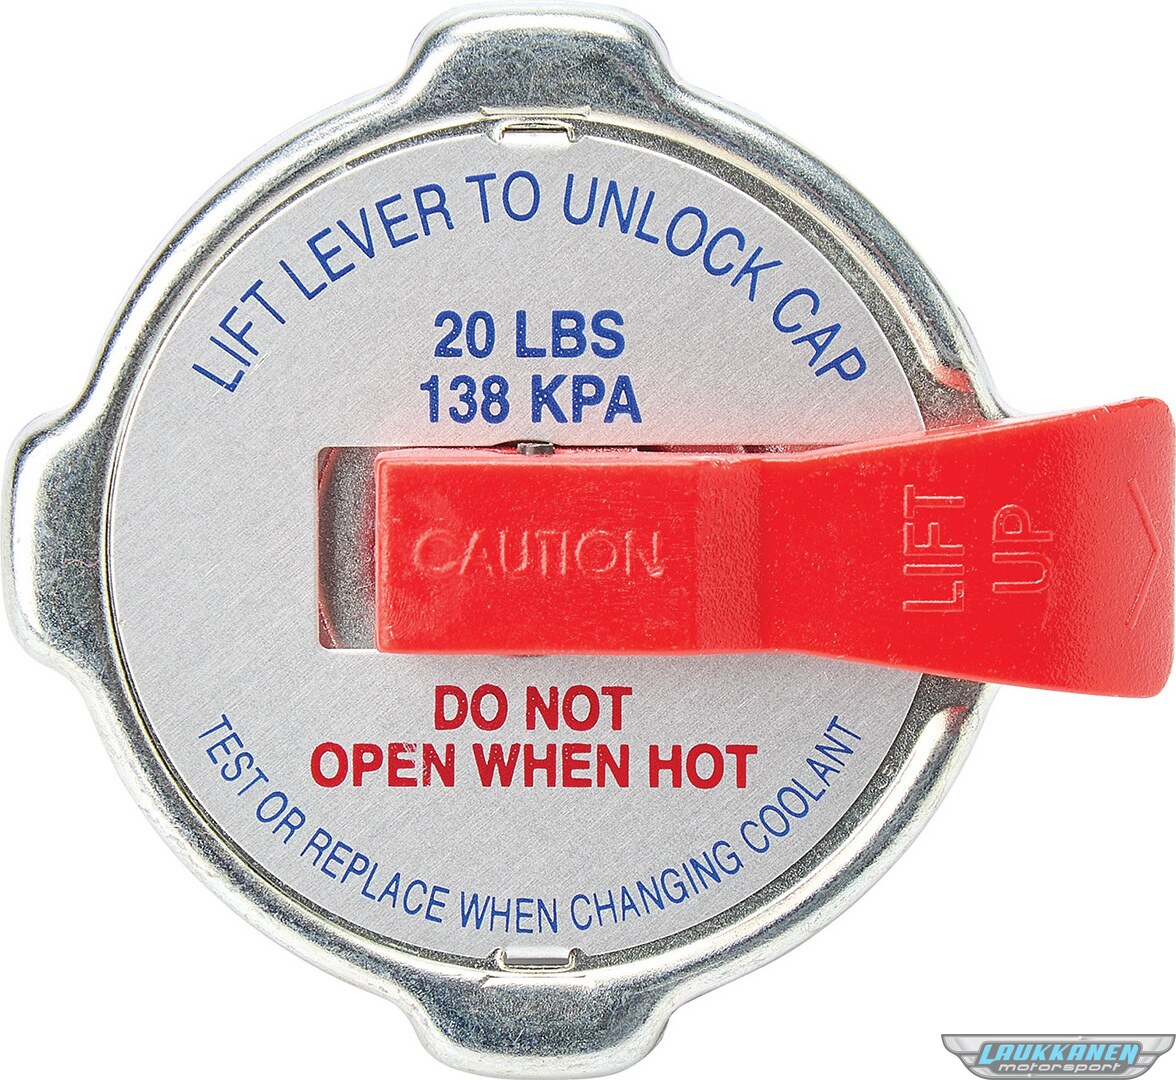 LIFT LEVER TO UNLOCK CAP
20 LBS
138 KPA
CAUTION
LIFT
UP
DO NOT
OPEN WHEN HOT
TEST OR REPLACE WHEN CHANGING COOLANT
LAUKKANEN
motorsport